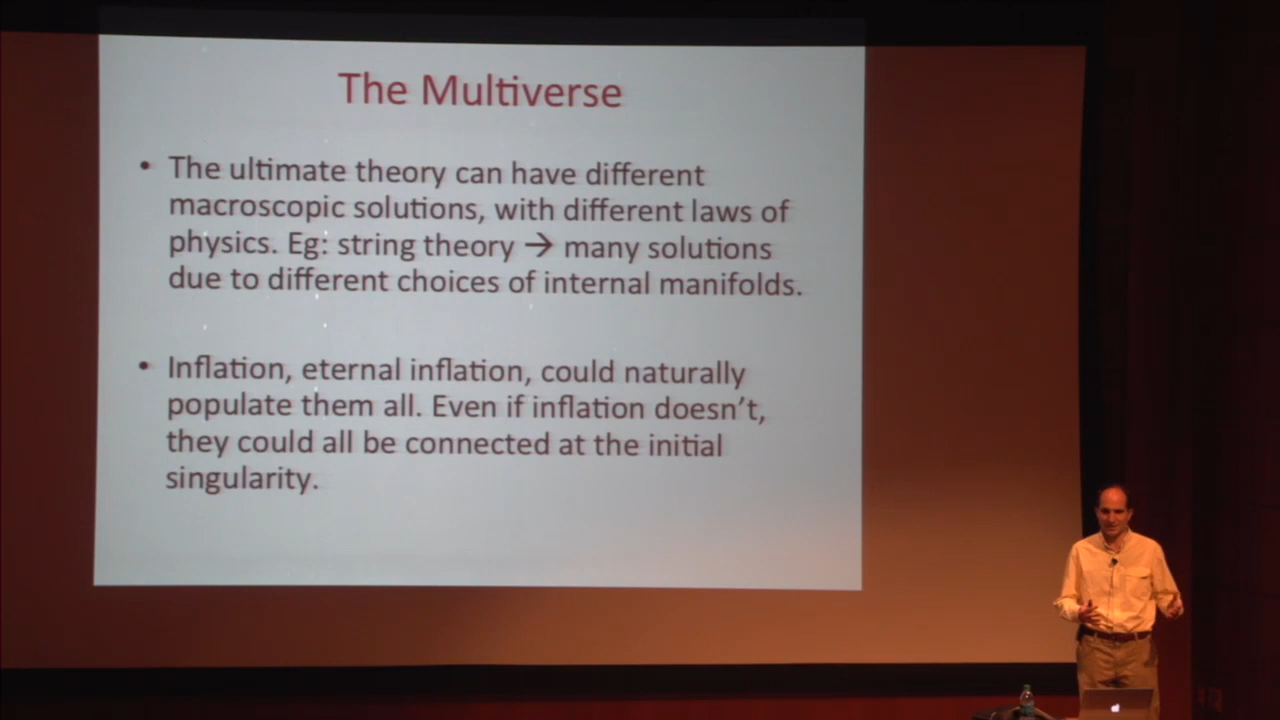 The Multiverse
• The ultimate theory can have different
macroscopic solutions, with different laws of
physics. Eg: string theory → many solutions
due to different choices of internal manifolds.
• Inflation, eternal inflation, could naturally
populate them all. Even if inflation doesn't,
they could all be connected at the initial
singularity.